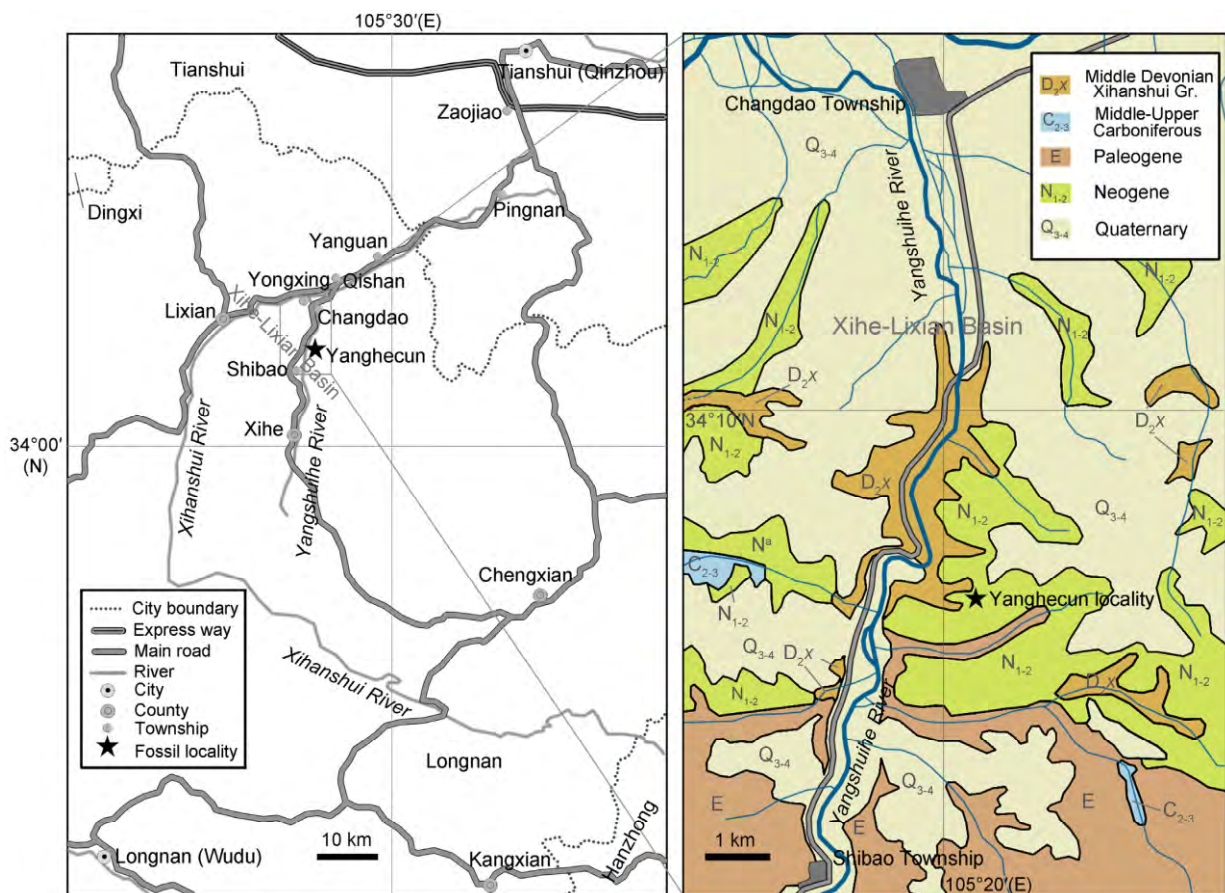 105°30′(E)
Tianshui
Tianshui (Qinzhou)
Zaojiao
Dingxi
Pingnan
Yanguan
Yongxing
Qishan
Lixian
Changdao
Xihe-Lixian Basin
Yanghecun
Shibao
Xihe
34°00′
(N)
Xihanshui River
Yangshuihe River
Chengxian
City boundary
Express way
Main road
River
City
County
Township
Fossil locality
Xihanshui River
Longnan
Hanzhong
Longnan (Wudu)
10 km
Kangxian
Changdao Township
Q3-4
Yangshuihe River
D2X Middle Devonian
Xihanshui Gr.
C2-3 Middle-Upper
Carboniferous
E Paleogene
N1-2 Neogene
Q3-4 Quaternary
N1-2
N1-2
N1-2
N1-2
Xihe-Lixian Basin
D2X
D2X
34°10′N
N1-2
D2X
D2X
N1-2
Q3-4
N1-2
Na
C2-3
N1-2
Yanghecun locality
Q3-4
D2X
N1-2
N1-2
N1-2
D2X
Yangshuihe River
Q3-4
Q3-4
E
E
E
C2-3
1 km
Shibao Township
105°20′(E)